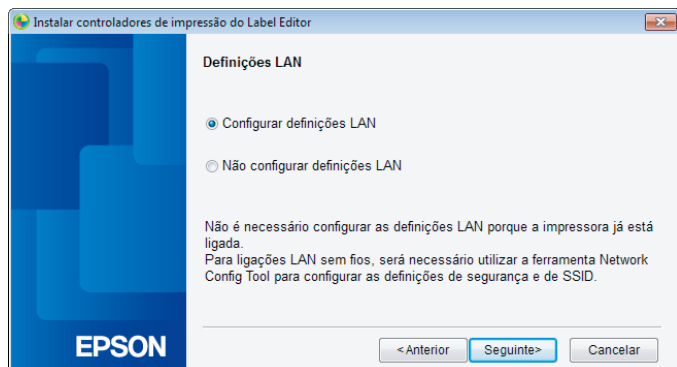 Instalar controladores de impressão do Label Editor
Definições LAN
Configurar definições LAN
Não configurar definições LAN
Não é necessário configurar as definições LAN porque a impressora já está
ligada.
Para ligações LAN sem fios, será necessário utilizar a ferramenta Network
Config Tool para configurar as definições de segurança e de SSID.
EPSON
<Anterior
Seguinte>
Cancelar